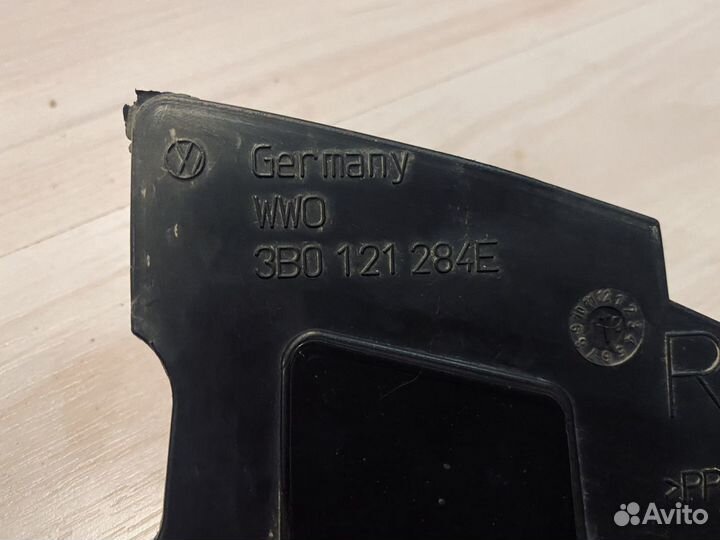 Germany
WWO
3B0 121 284E
R
>PP
Avito